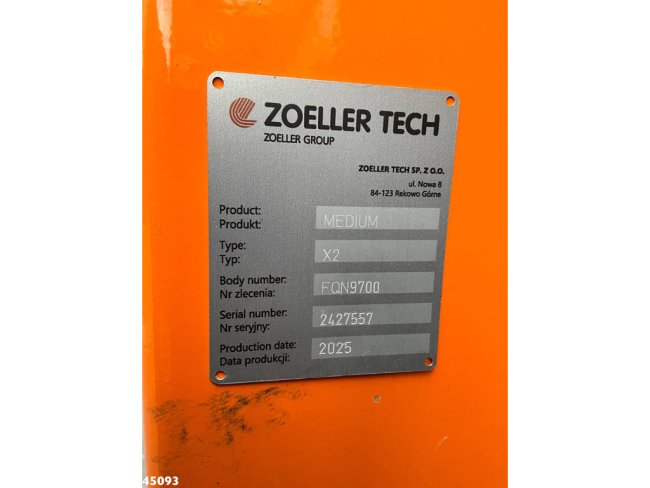 ZOELLER TECH
ZOELLER GROUP
ZOELLER TECH SP. Z O.O.
ul. Nowa 8
84-123 Rekowo Górne
Product:
Produkt: MEDIUM
Type:
Typ: X2
Body number:
Nr zlecenia: FQN9700
Serial number:
Nr seryjny: 2427557
Production date:
Data produkcji: 2025
45093